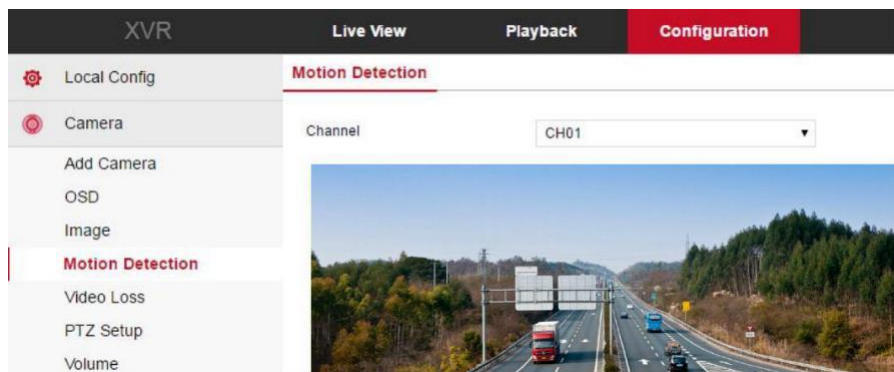 XVR Live View Playback Configuration
Local Config
Motion Detection
Camera
Channel CH01
Add Camera
OSD
Image
Motion Detection
Video Loss
PTZ Setup
Volume